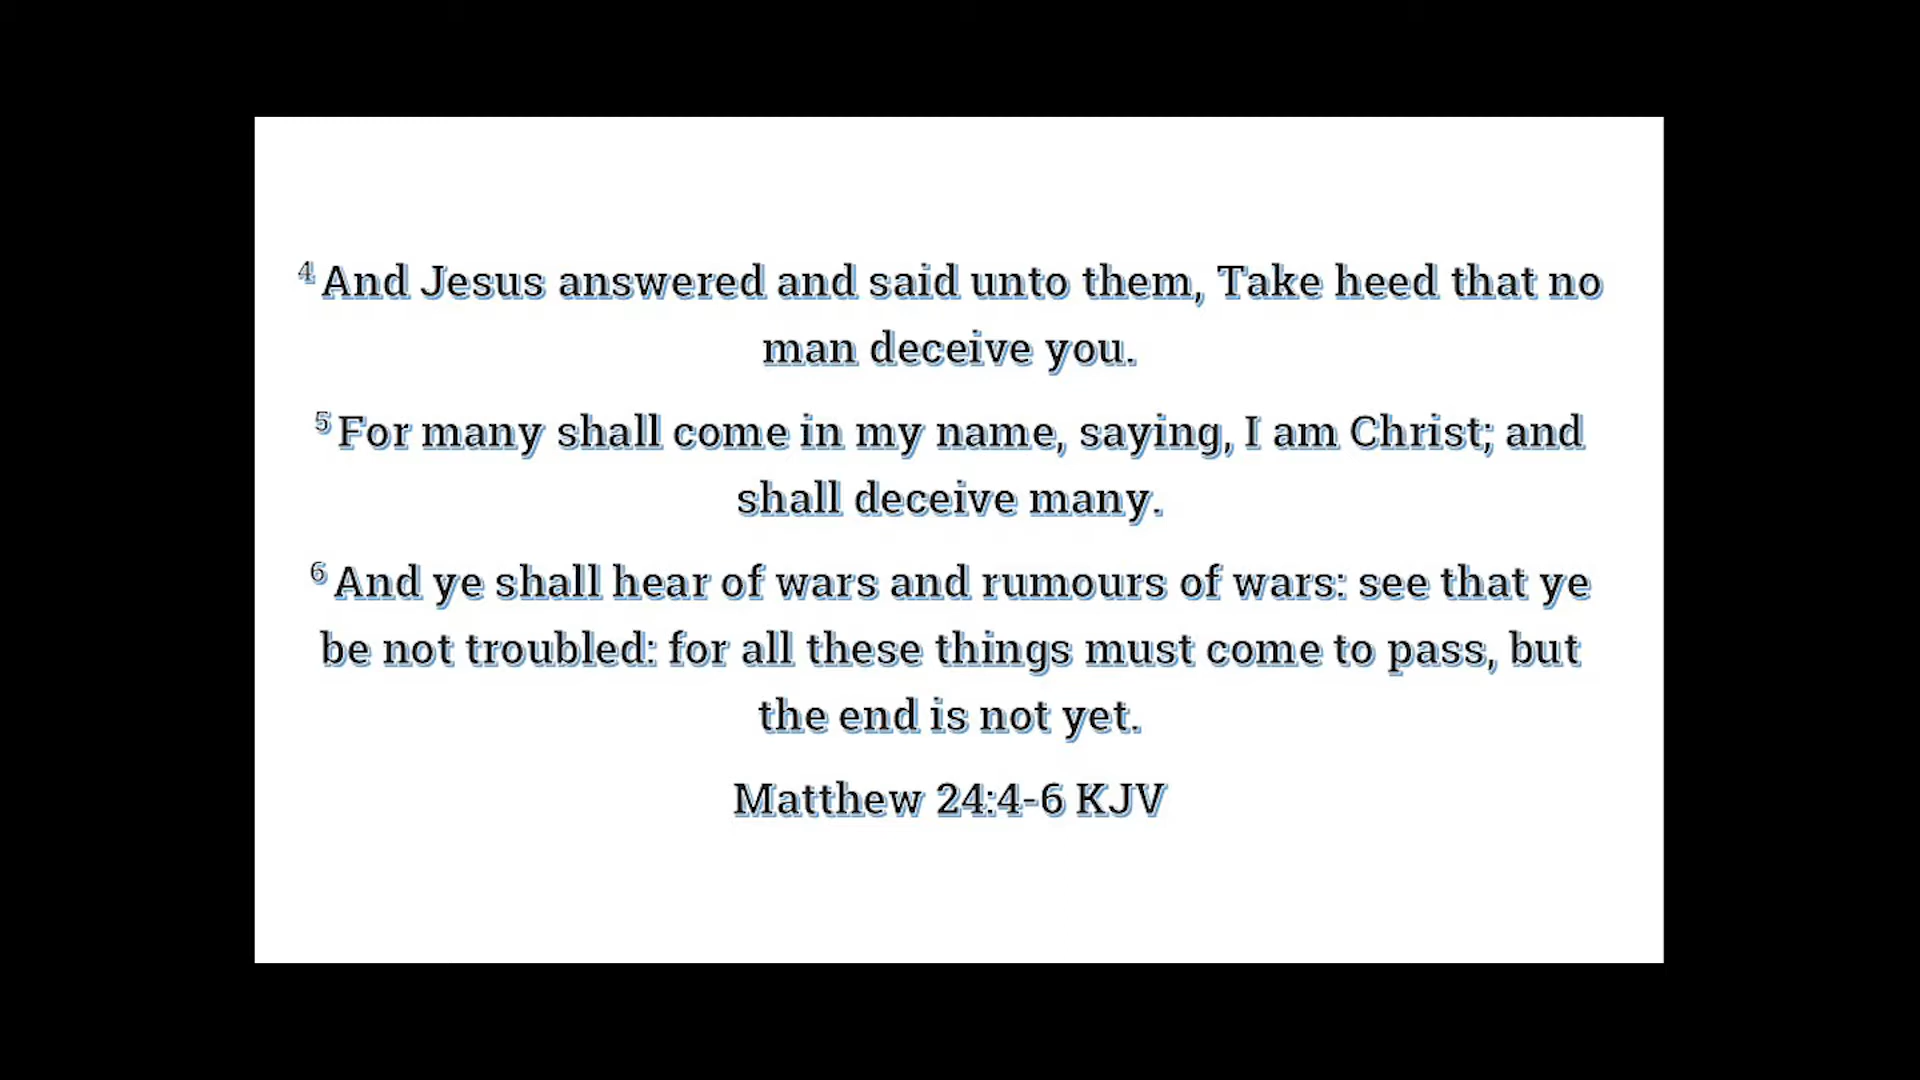 4 And Jesus answered and said unto them, Take heed that no
man deceive you.
5 For many shall come in my name, saying, I am Christ; and
shall deceive many.
6 And ye shall hear of wars and rumours of wars: see that ye
be not troubled: for all these things must come to pass, but
the end is not yet.
Matthew 24:4-6 KJV